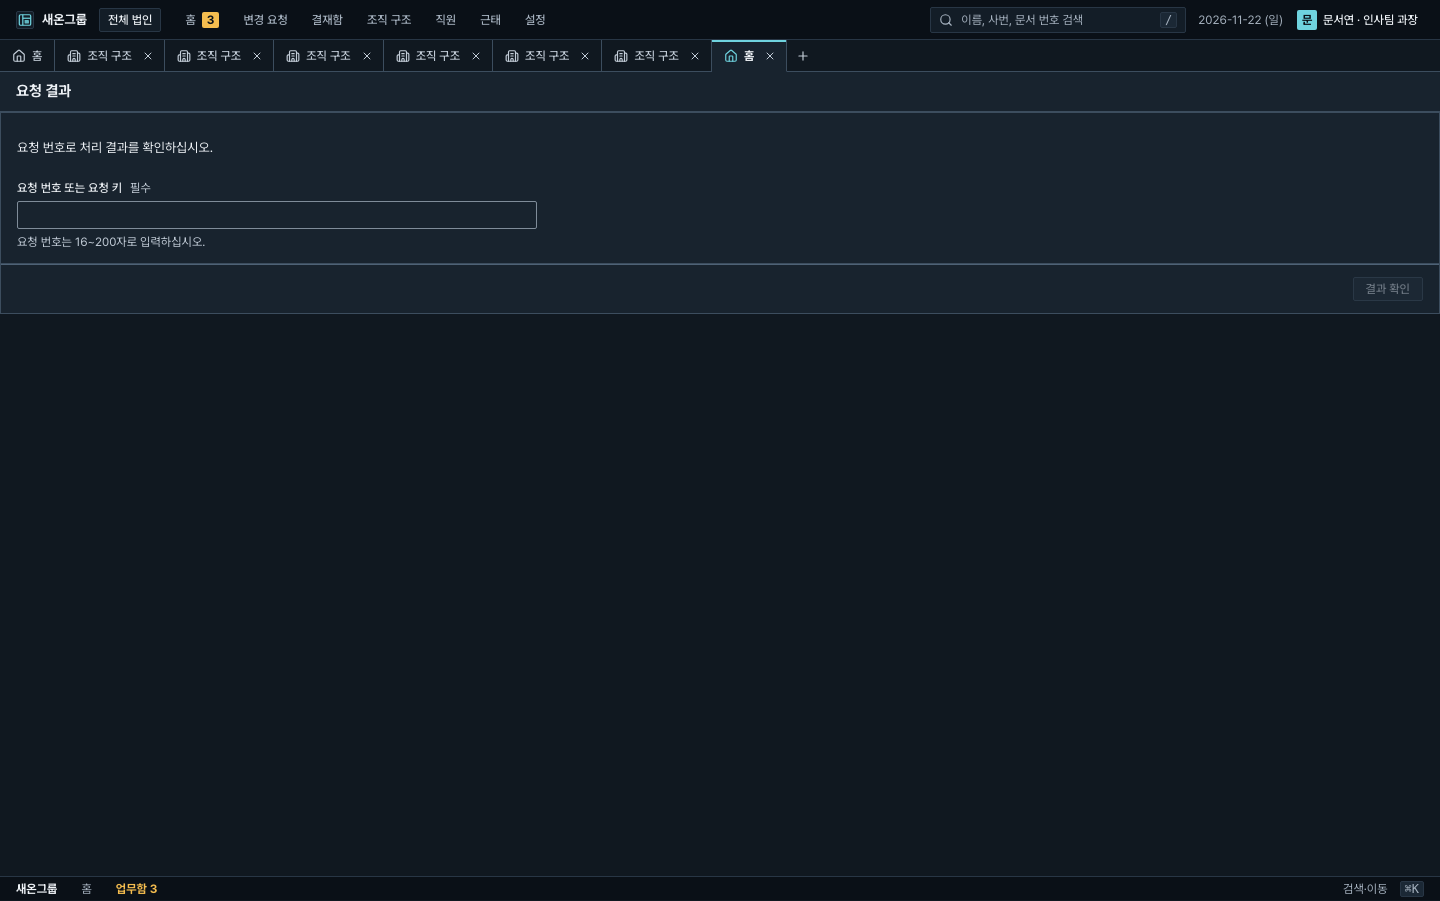 새온그룹 전체 법인 홈 3 변경 요청 결재함 조직 구조 직원 근태 설정 이름, 사번, 문서 번호 검색 / 2026-11-22 (일) 문 문서연 · 인사팀 과장
홈 조직 구조 조직 구조 조직 구조 조직 구조 조직 구조 조직 구조 홈
요청 결과
요청 번호로 처리 결과를 확인하십시오.
요청 번호 또는 요청 키 필수
요청 번호는 16~200자로 입력하십시오.
결과 확인
새온그룹 홈 업무함 3 검색·이동 ⌘K